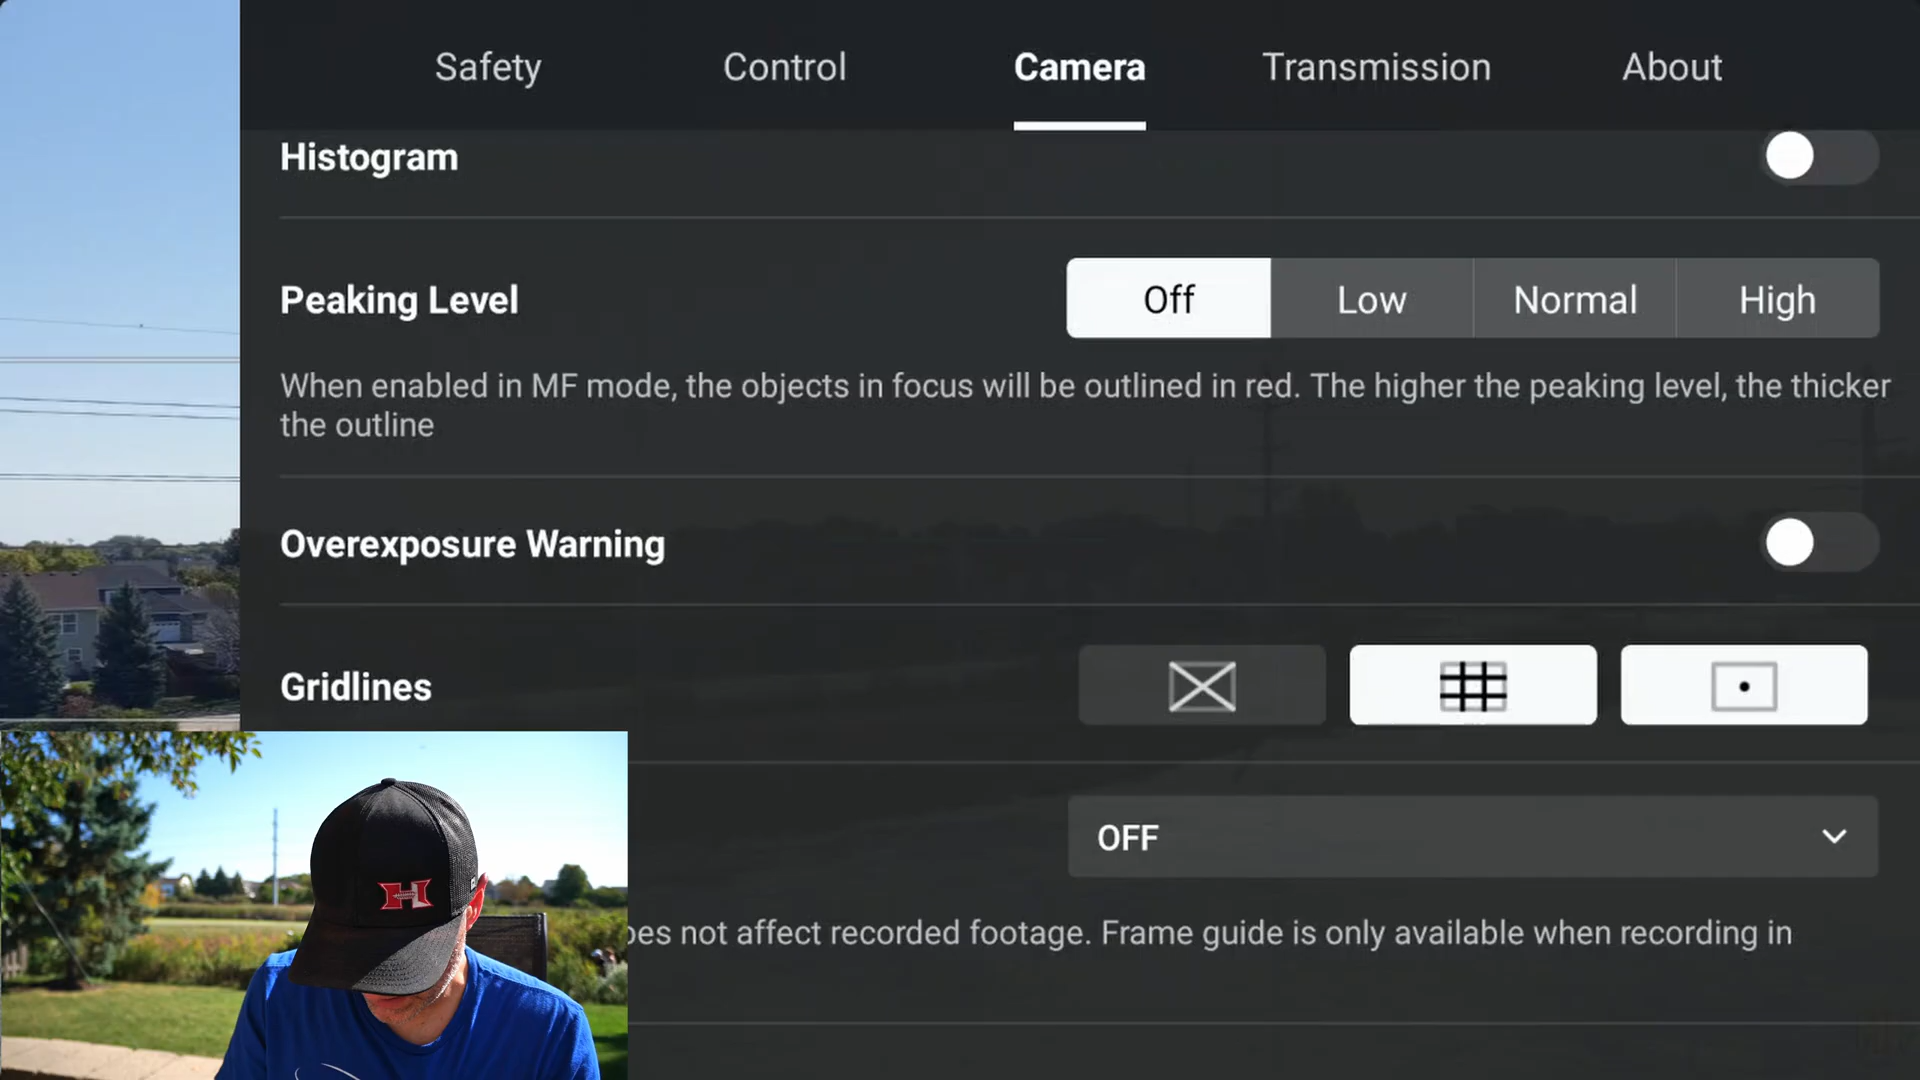 Safety Control Camera Transmission About
Histogram
Peaking Level Off Low Normal High
When enabled in MF mode, the objects in focus will be outlined in red. The higher the peaking level, the thicker
the outline
Overexposure Warning
Gridlines
OFF
oes not affect recorded footage. Frame guide is only available when recording in
H